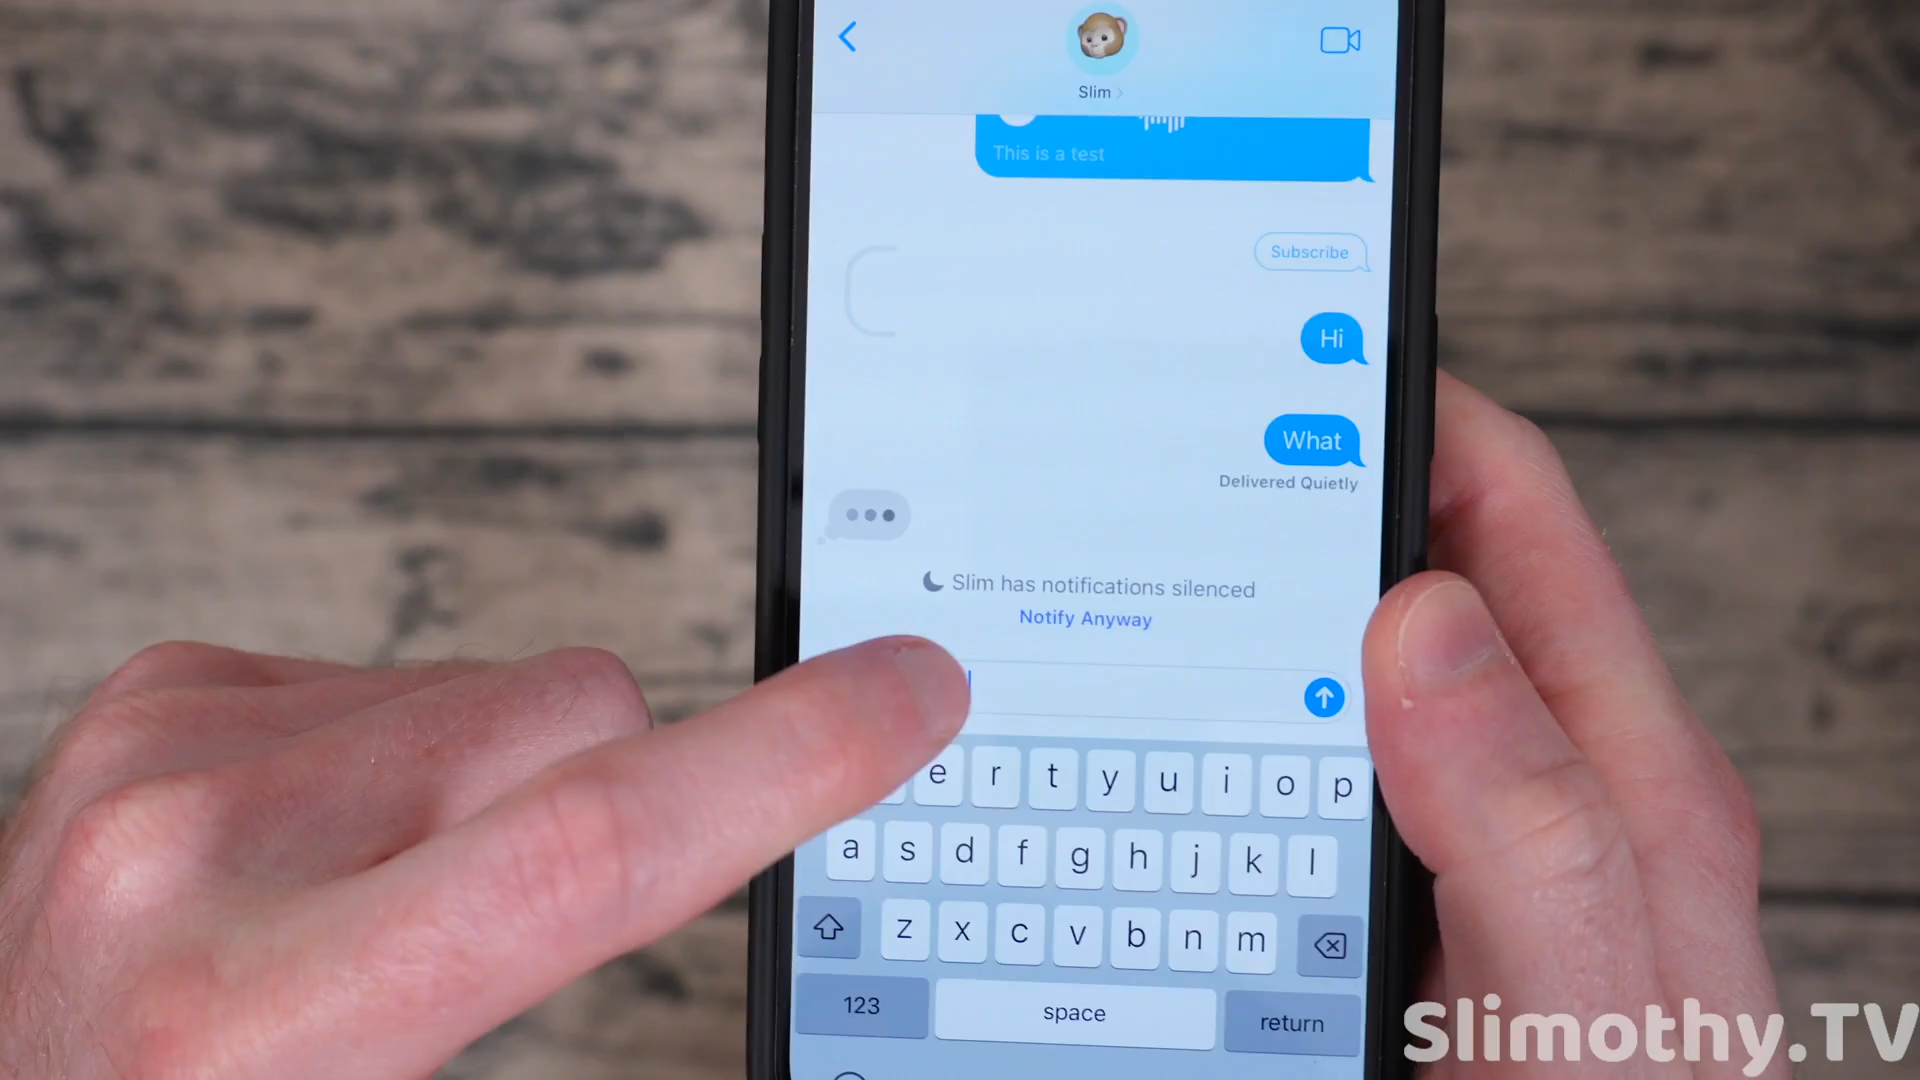 Slim
This is a test
Subscribe
Hi
What
Delivered Quietly
Slim has notifications silenced
Notify Anyway
e r t y u i o p
a s d f g h j k l
z x c v b n m
123 space return
Slimothy.TV